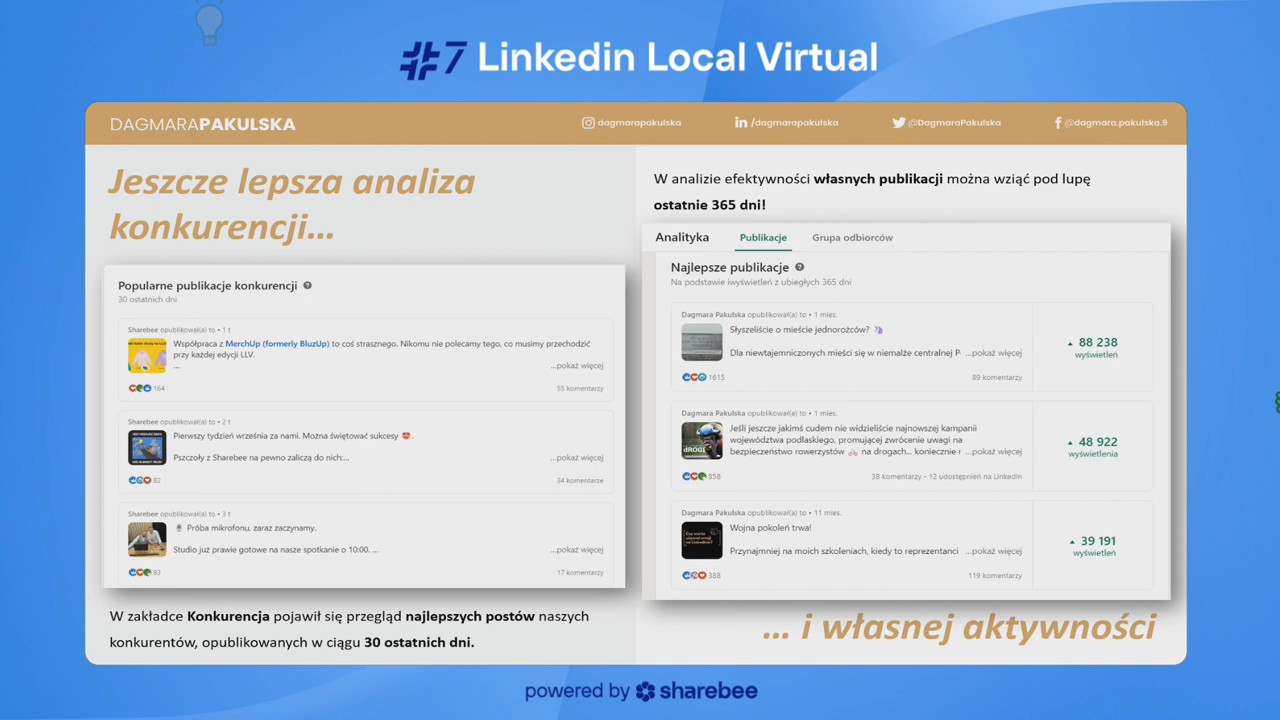 #7 Linkedin Local Virtual
DAGMARAPAKULSKA
dagmarapakulska
/dagmarapakulska
@DagmaraPakulska
@dagmara.pakulska.9
Jeszcze lepsza analiza
konkurencji...
Popularne publikacje konkurencji
30 ostatnich dni
Sharebee opublikował(a) to • 1 t
Współpraca z MerchUp (formerly BluzUp) to coś strasznego. Nikomu nie polecamy tego, co musimy przechodzić
przy każdej edycji LLV.
...
...pokaż więcej
164
55 komentarzy
Sharebee opublikował(a) to • 2 t
Pierwszy tydzień września za nami. Można świętować sukcesy 🤩.
Pszczoły z Sharebee na pewno zaliczą do nich:...
...pokaż więcej
82
34 komentarze
Sharebee opublikował(a) to • 3 t
🎙 Próba mikrofonu, zaraz zaczynamy.
Studio już prawie gotowe na nasze spotkanie o 10:00. ...
...pokaż więcej
93
17 komentarzy
W zakładce Konkurencja pojawił się przegląd najlepszych postów naszych
konkurentów, opublikowanych w ciągu 30 ostatnich dni.
W analizie efektywności własnych publikacji można wziąć pod lupę
ostatnie 365 dni!
Analityka Publikacje Grupa odbiorców
Najlepsze publikacje
Na podstawie iwyświetleń z ubiegłych 365 dni
Dagmara Pakulska opublikował(a) to • 1 mies.
Słyszeliście o mieście jednorożców? 🦄
Dla niewtajemniczonych mieści się w niemalże centralnej P ...pokaż więcej
1615
89 komentarzy
88 238
wyświetleń
Dagmara Pakulska opublikował(a) to • 1 mies.
Jeśli jeszcze jakimś cudem nie widzieliście najnowszej kampanii
województwa podlaskiego, promującej zwrócenie uwagi na
bezpieczeństwo rowerzystów 🚲 na drogach... koniecznie ...pokaż więcej
858
38 komentarzy • 12 udostępnień na LinkedIn
48 922
wyświetlenia
Dagmara Pakulska opublikował(a) to • 11 mies.
Wojna pokoleń trwa!
Przynajmniej na moich szkoleniach, kiedy to reprezentanci ...pokaż więcej
388
119 komentarzy
39 191
wyświetleń
... i własnej aktywności
powered by sharebee